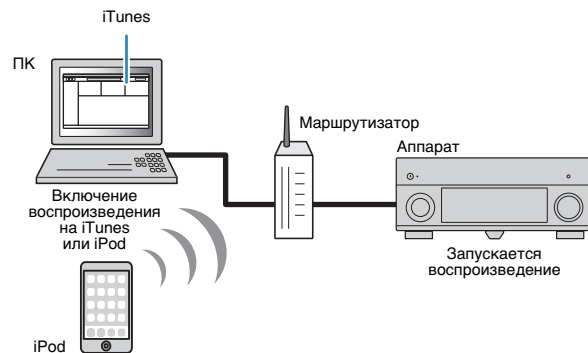 iTunes
ПК
Маршрутизатор
Аппарат
Включение
воспроизведения
на iTunes
или iPod
Запускается
воспроизведение
iPod